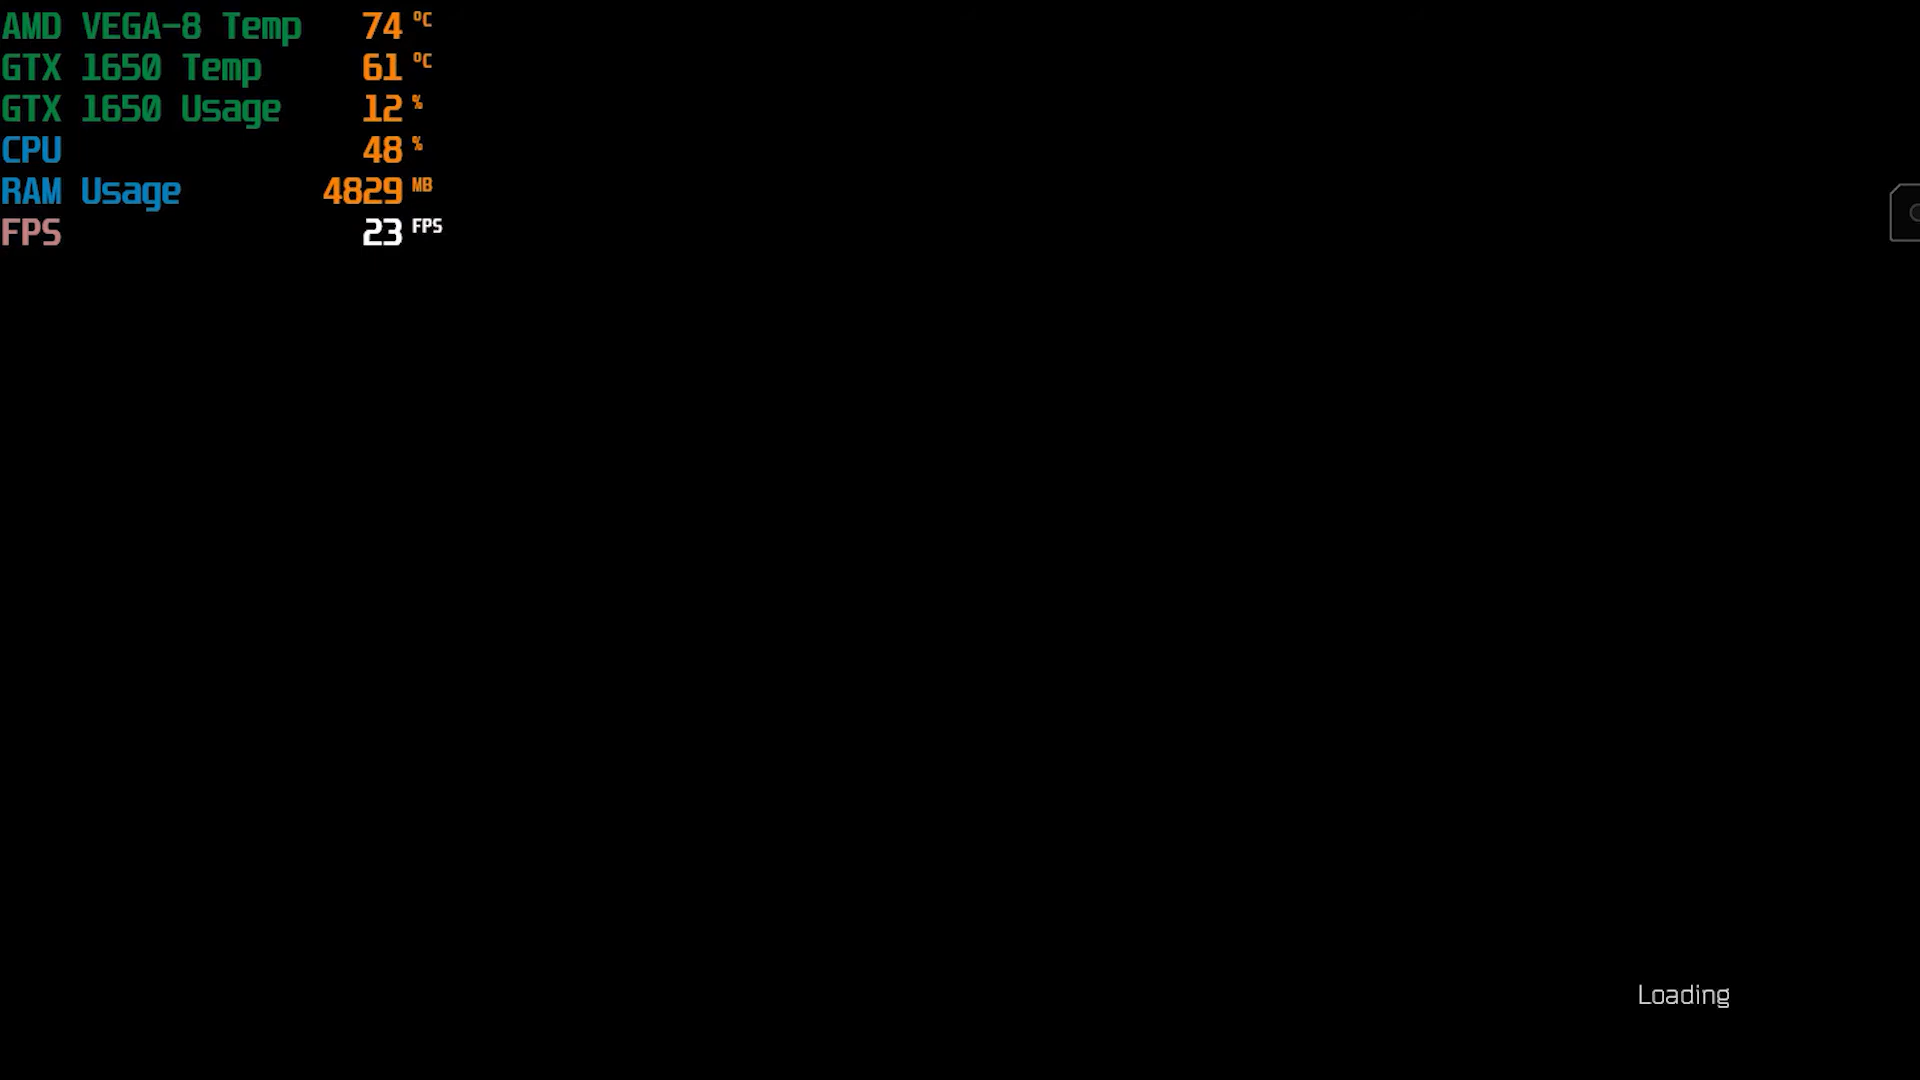 AMD VEGA-8 Temp 74 °C
GTX 1650 Temp 61 °C
GTX 1650 Usage 12 %
CPU 48 %
RAM Usage 4829 MB
FPS 23 FPS
Loading